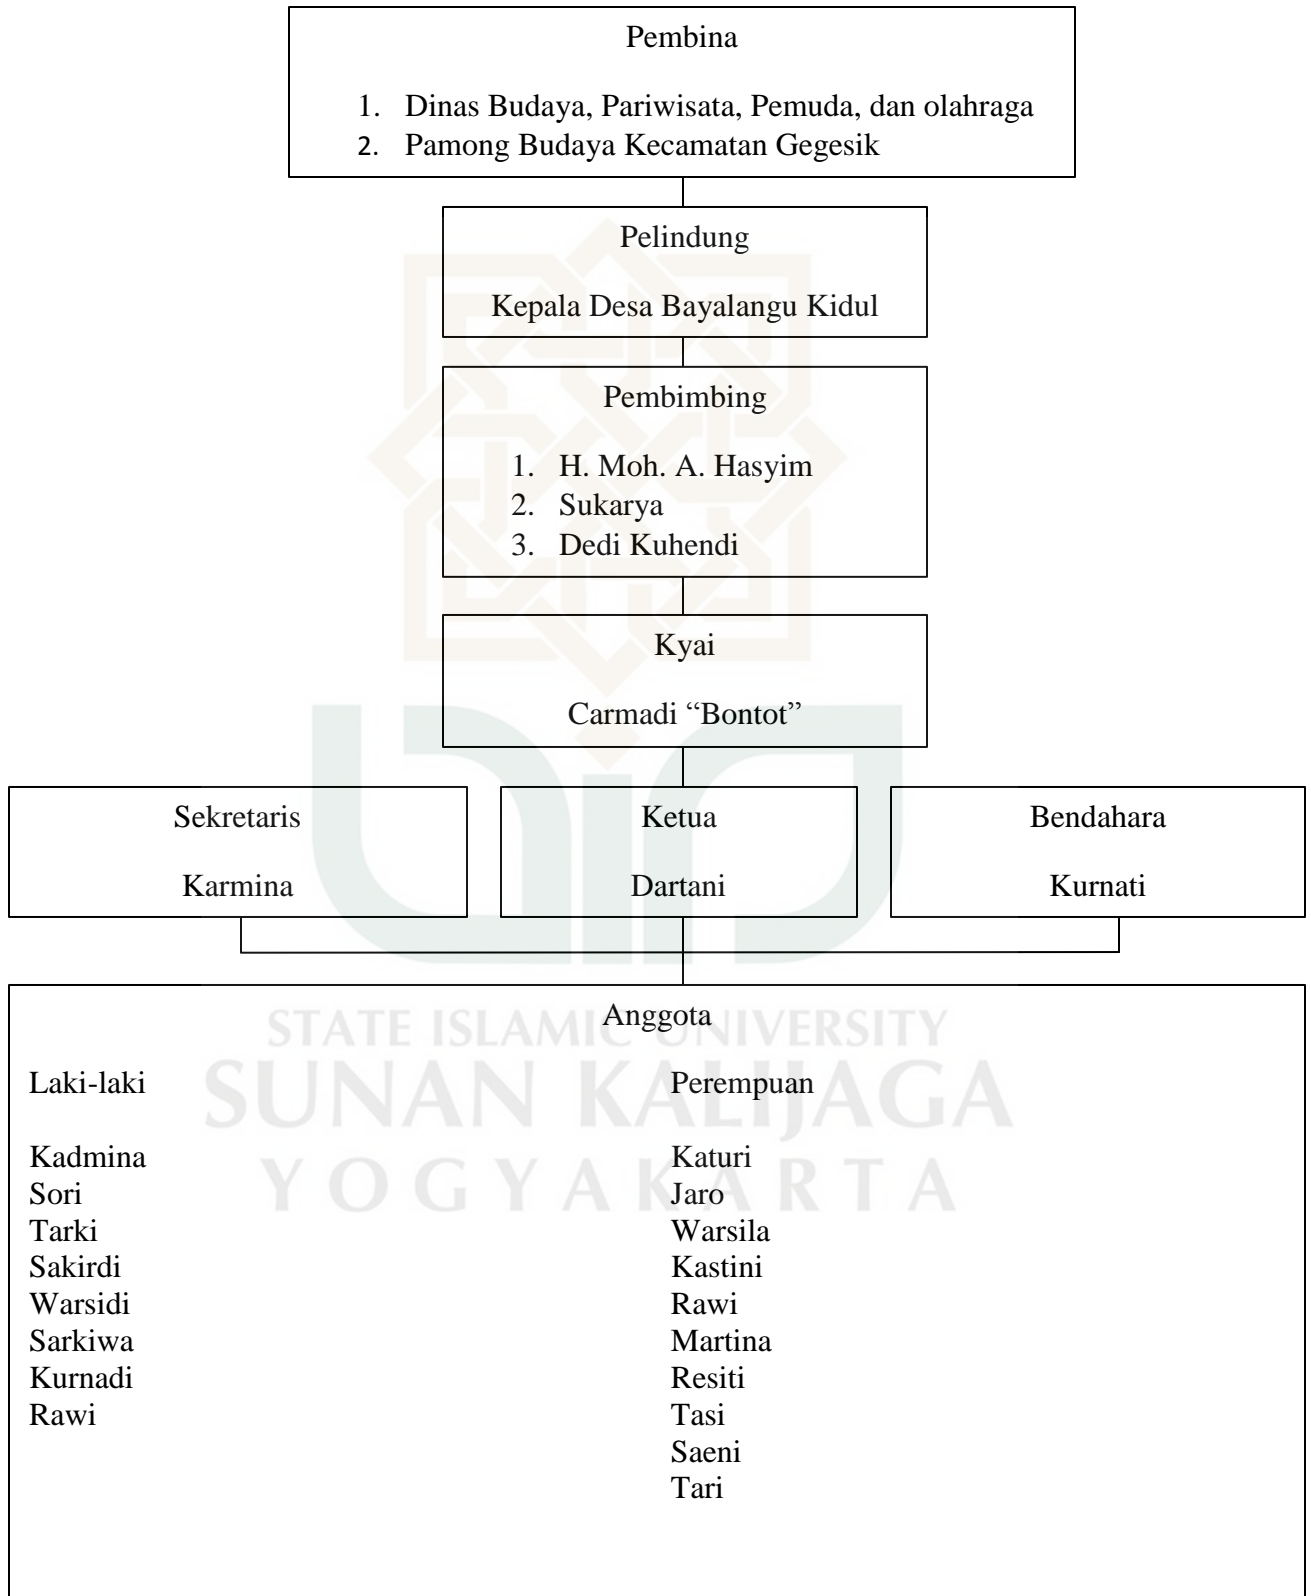 Pembina
1. Dinas Budaya, Pariwisata, Pemuda, dan olahraga
2. Pamong Budaya Kecamatan Gegesik
Pelindung
Kepala Desa Bayalangu Kidul
Pembimbing
1. H. Moh. A. Hasyim
2. Sukarya
3. Dedi Kuhendi
Kyai
Carmadi “Bontot”
Sekretaris
Karmina
Ketua
Dartani
Bendahara
Kurnati
Anggota
Laki-laki
Kadmina
Sori
Tarki
Sakirdi
Warsidi
Sarkiwa
Kurnadi
Rawi
Perempuan
Katuri
Jaro
Warsila
Kastini
Rawi
Martina
Resiti
Tasi
Saeni
Tari
STATE ISLAMIC UNIVERSITY
SUNAN KALIJAGA
YOGYAKARTA